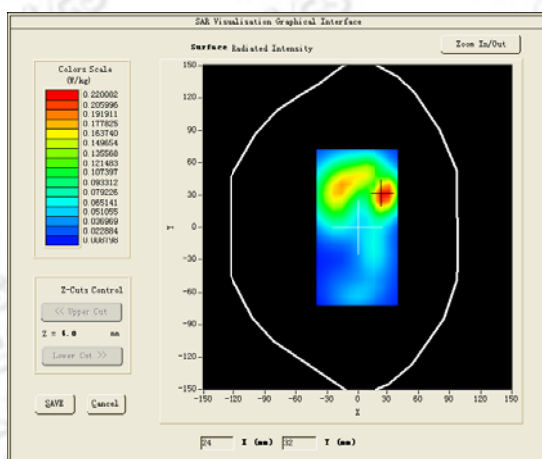 SAR Visualisation Graphical Interface
Surface Radiated Intensity
Zoom In/Out
Colors Scale
(W/kg)
0.220082
0.205996
0.191911
0.177825
0.163740
0.149654
0.135568
0.121483
0.107397
0.093312
0.079226
0.065141
0.051055
0.036969
0.022884
0.008798
150
120
90
60
30
0
-30
-60
-90
-120
-150
Y
-150 -120 -90 -60 -30 0 30 60 90 120 150
X
Z-Cuts Control
<< Upper Cut
Z = 4.0 mm
Lower Cut >>
SAVE
Cancel
24 X (mm) 32 Y (mm)